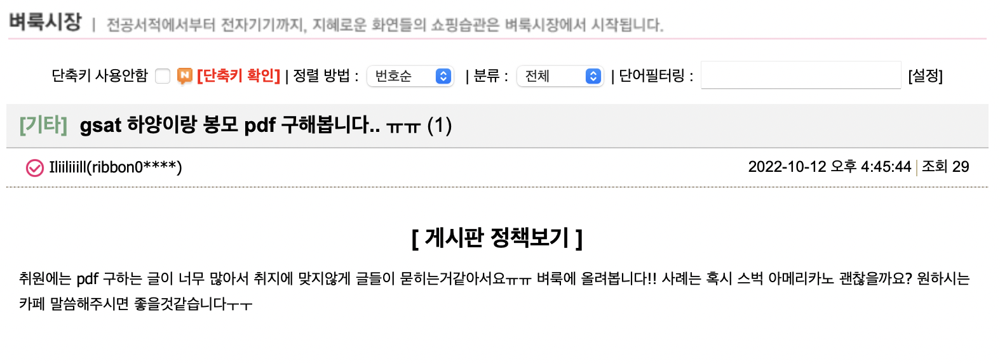 벼룩시장 | 전공서적에서부터 전자기기까지, 지혜로운 화연들의 쇼핑습관은 벼룩시장에서 시작됩니다.
단축키 사용안함 N [단축키 확인] | 정렬 방법 : 번호순 | 분류 : 전체 | 단어필터링 : [설정]
[기타] gsat 하양이랑 봉모 pdf 구해봅니다.. ㅠㅠ (1)
Iliiliiill(ribbon0****) 2022-10-12 오후 4:45:44 조회 29
[ 게시판 정책보기 ]
취원에는 pdf 구하는 글이 너무 많아서 취지에 맞지않게 글들이 묻히는거같아서요ㅠㅠ 벼룩에 올려봅니다!! 사례는 혹시 스벅 아메리카노 괜찮을까요? 원하시는
카페 말씀해주시면 좋을것같습니다ㅜㅜ